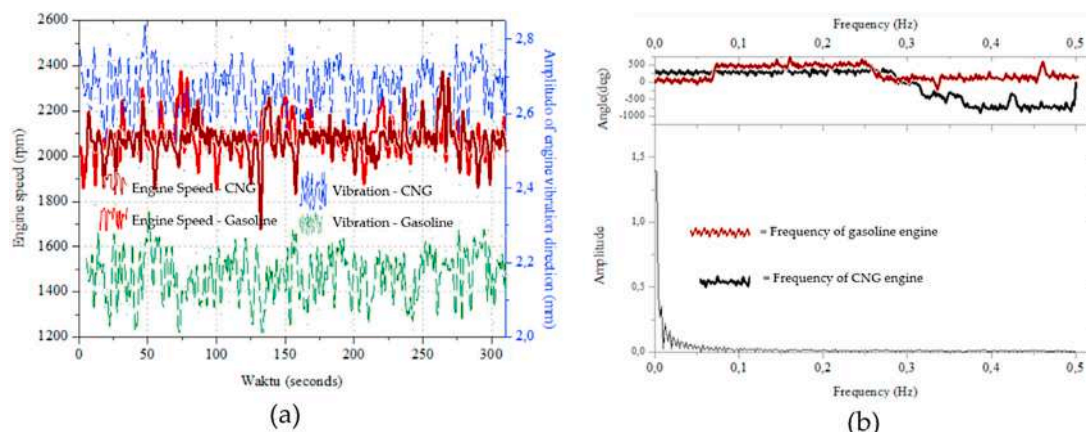 2600
2400
2200
2000
1800
1600
1400
1200
Engine speed (rpm)
2,8
2,6
2,4
2,2
2,0
Amplitudo of engine vibration direction (mm)
Engine Speed - CNG
Engine Speed - Gasoline
Vibration - CNG
Vibration - Gasoline
0 50 100 150 200 250 300
Waktu (seconds)
(a)
Frequency (Hz)
0,0 0,1 0,2 0,3 0,4 0,5
Angle(deg)
500
0
-500
-1000
Amplitude
1,5
1,0
0,5
0,0
= Frequency of gasoline engine
= Frequency of CNG engine
0,0 0,1 0,2 0,3 0,4 0,5
Frequency (Hz)
(b)